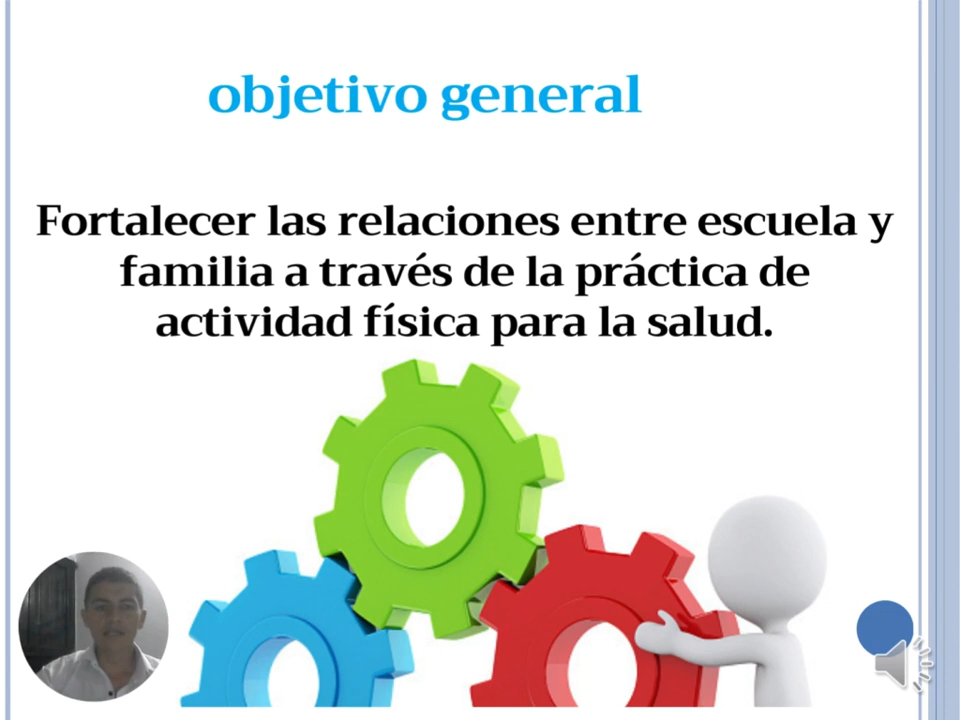 objetivo general
Fortalecer las relaciones entre escuela y
familia a través de la práctica de
actividad física para la salud.